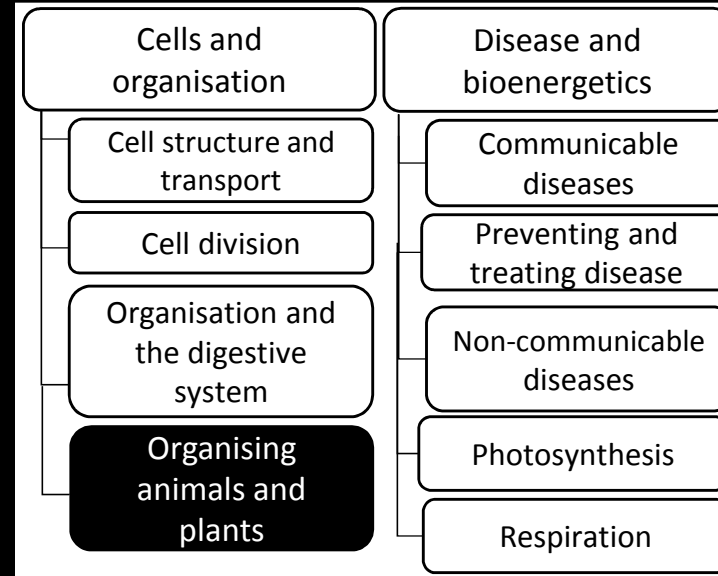 Cells and
organisation
Cell structure and
transport
Cell division
Organisation and
the digestive
system
Organising
animals and
plants
Disease and
bioenergetics
Communicable
diseases
Preventing and
treating disease
Non-communicable
diseases
Photosynthesis
Respiration